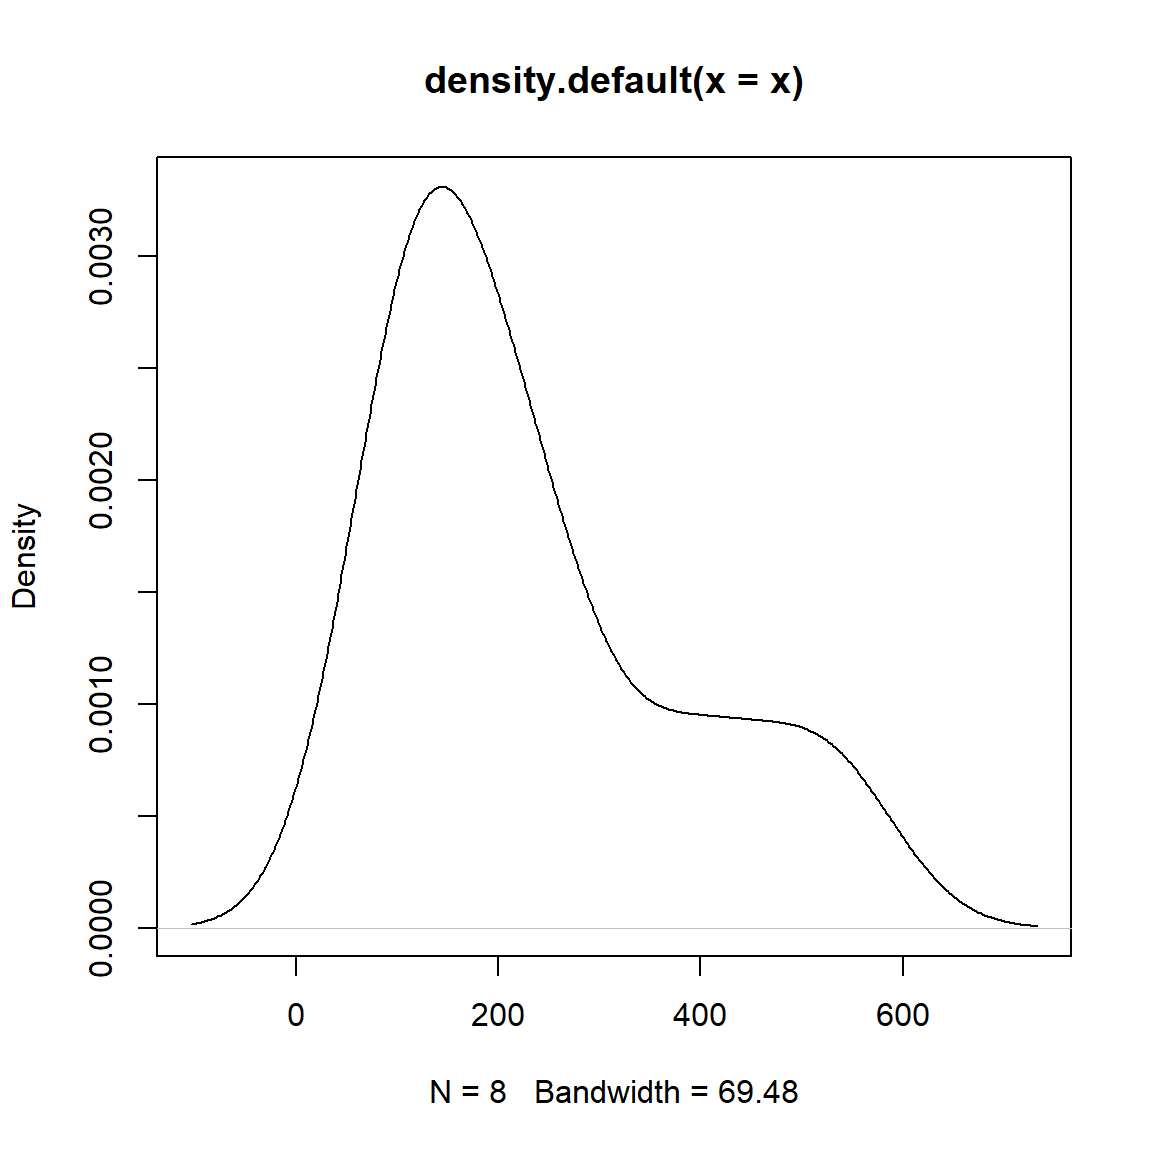 density.default(x = x)
Density
0.0030
0.0020
0.0010
0.0000
0 200 400 600
N = 8 Bandwidth = 69.48